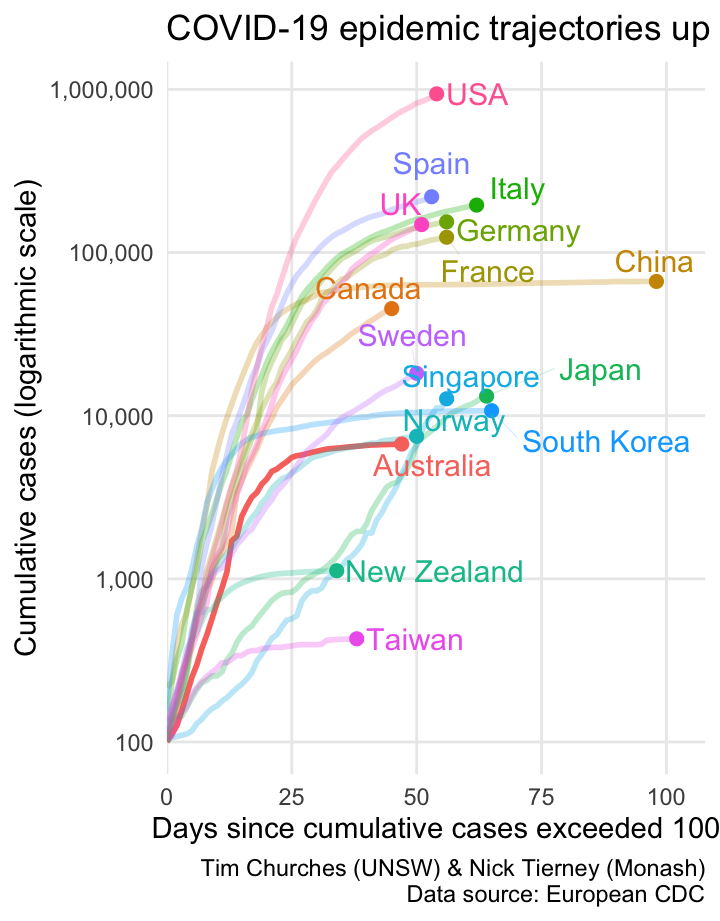 COVID-19 epidemic trajectories up
1,000,000
USA
Spain
Italy
UK
Germany
100,000
France
China
Canada
Sweden
Singapore
Japan
10,000
Norway
South Korea
Australia
1,000
New Zealand
Taiwan
100
Cumulative cases (logarithmic scale)
0 25 50 75 100
Days since cumulative cases exceeded 100
Tim Churches (UNSW) & Nick Tierney (Monash)
Data source: European CDC